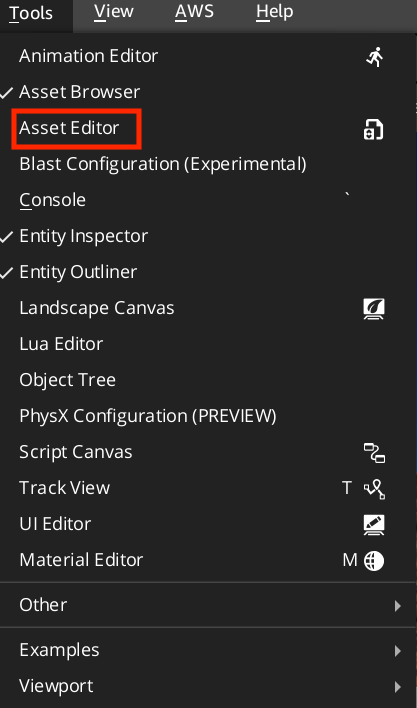 Tools View AWS Help
Animation Editor
Asset Browser
Asset Editor
Blast Configuration (Experimental)
Console `
Entity Inspector
Entity Outliner
Landscape Canvas
Lua Editor
Object Tree
PhysX Configuration (PREVIEW)
Script Canvas
Track View T
UI Editor
Material Editor M
Other
Examples
Viewport